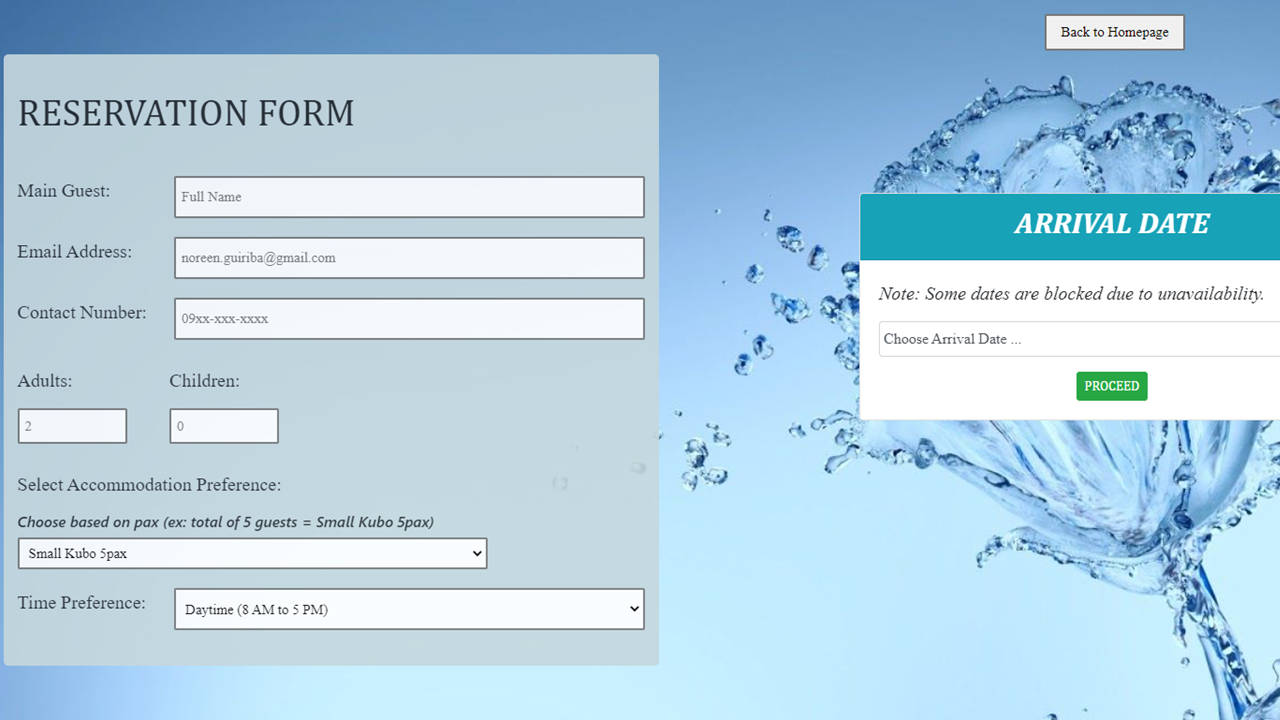 Back to Homepage
RESERVATION FORM
Main Guest:
Full Name
Email Address:
noreen.guiriba@gmail.com
Contact Number:
09xx-xxx-xxxx
Adults:
Children:
2
0
Select Accommodation Preference:
Choose based on pax (ex: total of 5 guests = Small Kubo 5pax)
Small Kubo 5pax
Time Preference:
Daytime (8 AM to 5 PM)
ARRIVAL DATE
Note: Some dates are blocked due to unavailability.
Choose Arrival Date ...
PROCEED